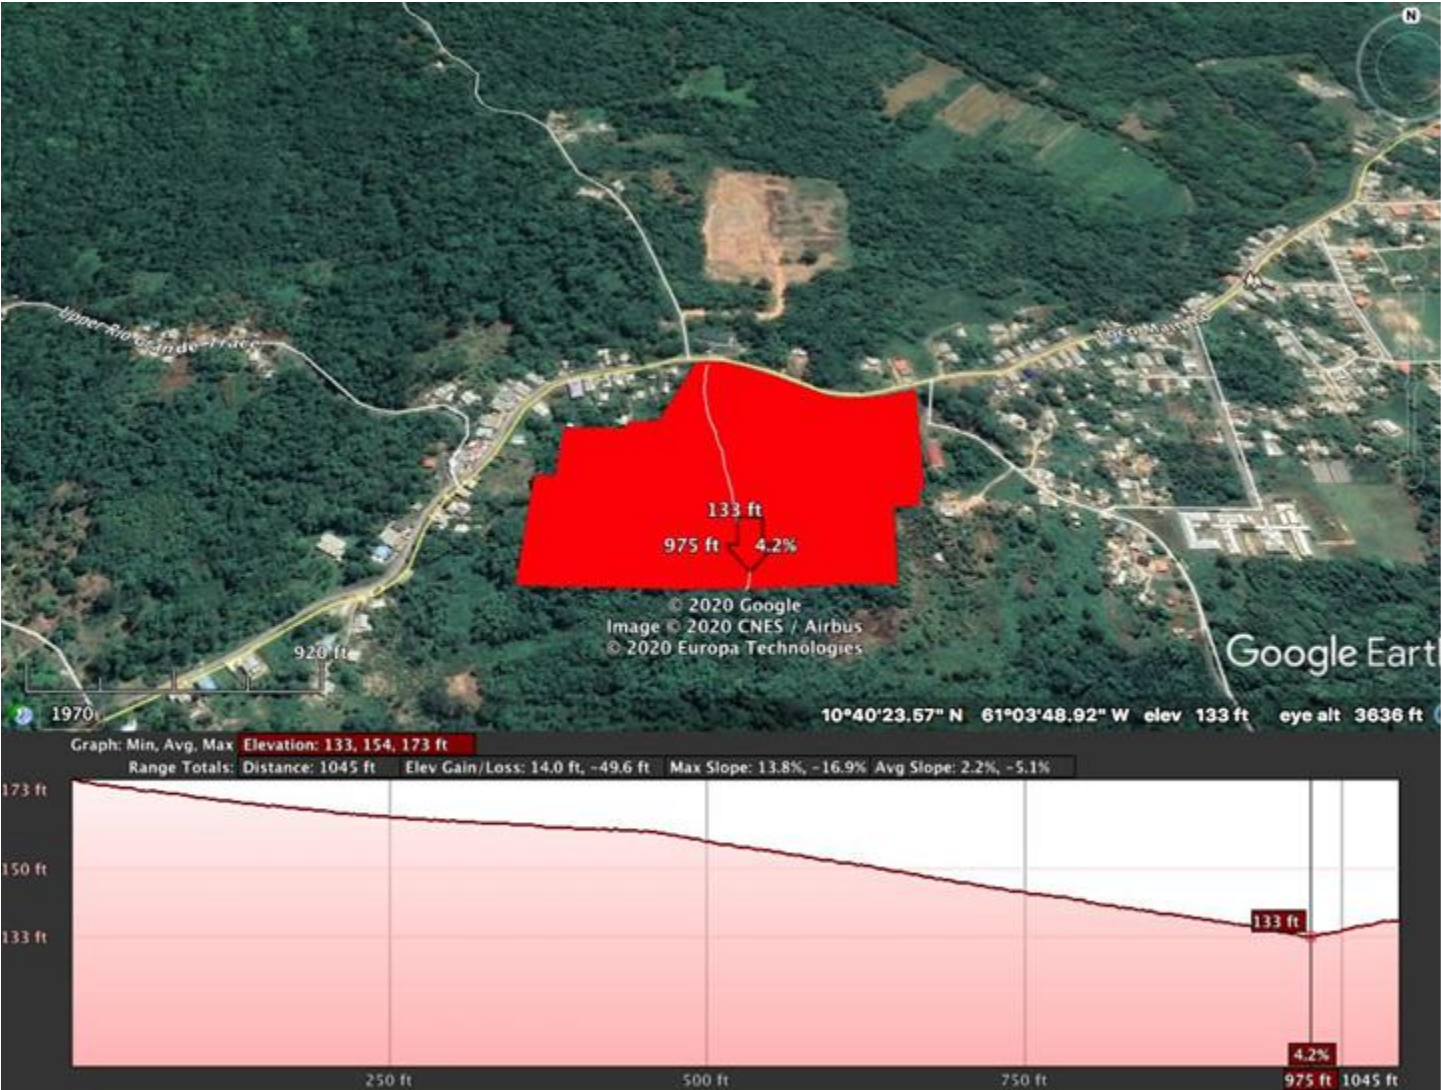 N
Upper Rio Grande Trace
Toco Main Rd
133 ft
975 ft 4.2%
© 2020 Google
Image © 2020 CNES / Airbus
© 2020 Europa Technologies
920 ft
Google Eart
1970
10°40'23.57" N 61°03'48.92" W elev 133 ft eye alt 3636 ft
Graph: Min, Avg, Max Elevation: 133, 154, 173 ft
Range Totals: Distance: 1045 ft Elev Gain/Loss: 14.0 ft, -49.6 ft Max Slope: 13.8%, -16.9% Avg Slope: 2.2%, -5.1%
173 ft
150 ft
133 ft
133 ft
4.2%
250 ft 500 ft 750 ft 975 ft 1045 ft